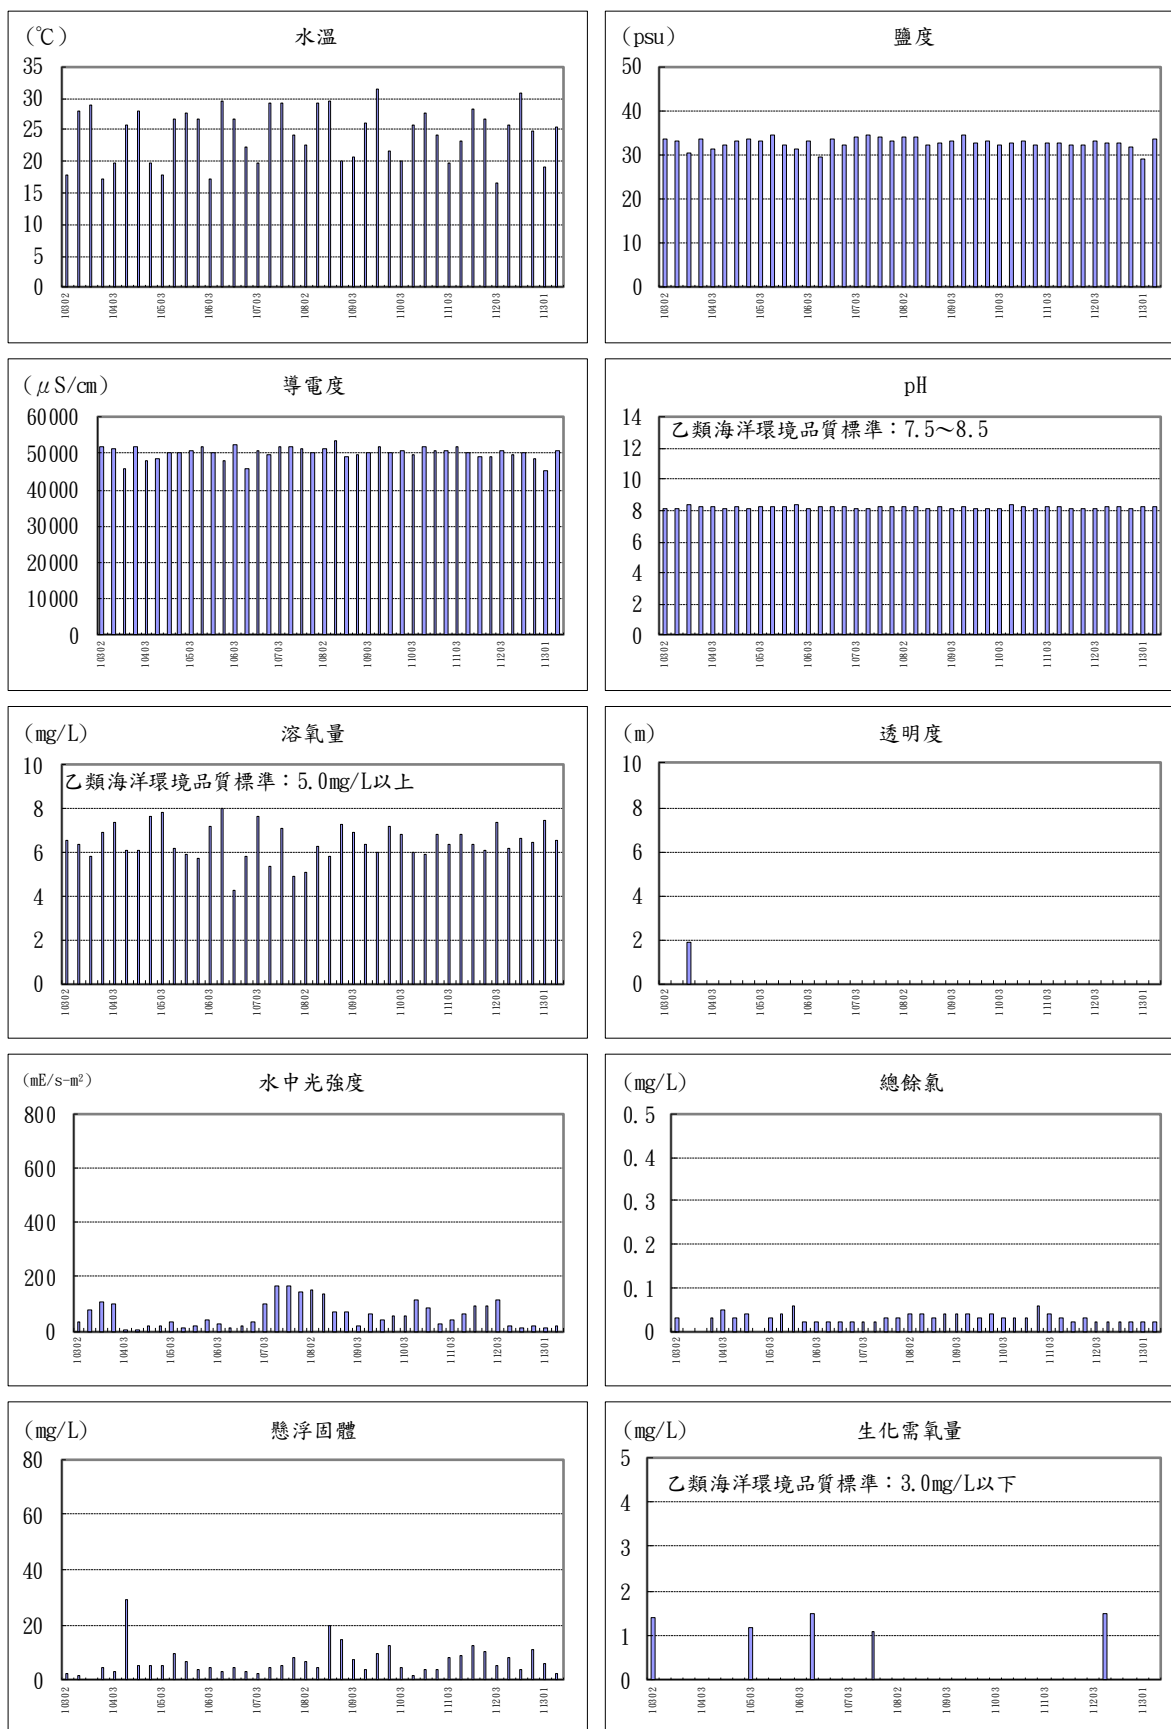 (℃) 水溫
35
30
25
20
15
10
5
0
10302 10403 10503 10603 10703 10802 10903 11003 11103 11203 11301
(psu) 鹽度
50
40
30
20
10
0
10302 10403 10503 10603 10703 10802 10903 11003 11103 11203 11301
(μS/cm) 導電度
60000
50000
40000
30000
20000
10000
0
10302 10403 10503 10603 10703 10802 10903 11003 11103 11203 11301
pH
乙類海洋環境品質標準：7.5～8.5
14
12
10
8
6
4
2
0
10302 10403 10503 10603 10703 10802 10903 11003 11103 11203 11301
(mg/L) 溶氧量
乙類海洋環境品質標準：5.0mg/L以上
10
8
6
4
2
0
10302 10403 10503 10603 10703 10802 10903 11003 11103 11203 11301
(m) 透明度
10
8
6
4
2
0
10302 10403 10503 10603 10703 10802 10903 11003 11103 11203 11301
(mE/s-m²) 水中光強度
800
600
400
200
0
10302 10403 10503 10603 10703 10802 10903 11003 11103 11203 11301
(mg/L) 總餘氯
0.5
0.4
0.3
0.2
0.1
0
10302 10403 10503 10603 10703 10802 10903 11003 11103 11203 11301
(mg/L) 懸浮固體
80
60
40
20
0
10302 10403 10503 10603 10703 10802 10903 11003 11103 11203 11301
(mg/L) 生化需氧量
乙類海洋環境品質標準：3.0mg/L以下
5
4
3
2
1
0
10302 10403 10503 10603 10703 10802 10903 11003 11103 11203 11301